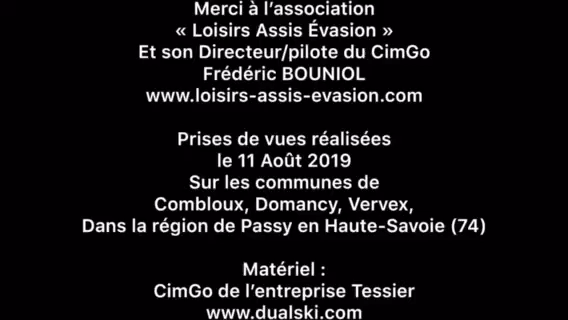 Merci à l’association
« Loisirs Assis Évasion »
Et son Directeur/pilote du CimGo
Frédéric BOUNIOL
www.loisirs-assis-evasion.com
Prises de vues réalisées
le 11 Août 2019
Sur les communes de
Combloux, Domancy, Vervex,
Dans la région de Passy en Haute-Savoie (74)
Matériel :
CimGo de l’entreprise Tessier
www.dualski.com